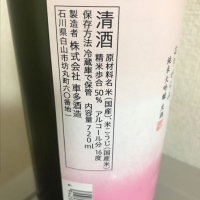 清酒
原材料名 米(国産)、米こうじ(国産米)
精米歩合 50% アルコール分 16度
保存方法 冷蔵庫で保管 内容量 720ml
製造者 株式会社 車多酒造
石川県白山市坊丸町六〇番地1